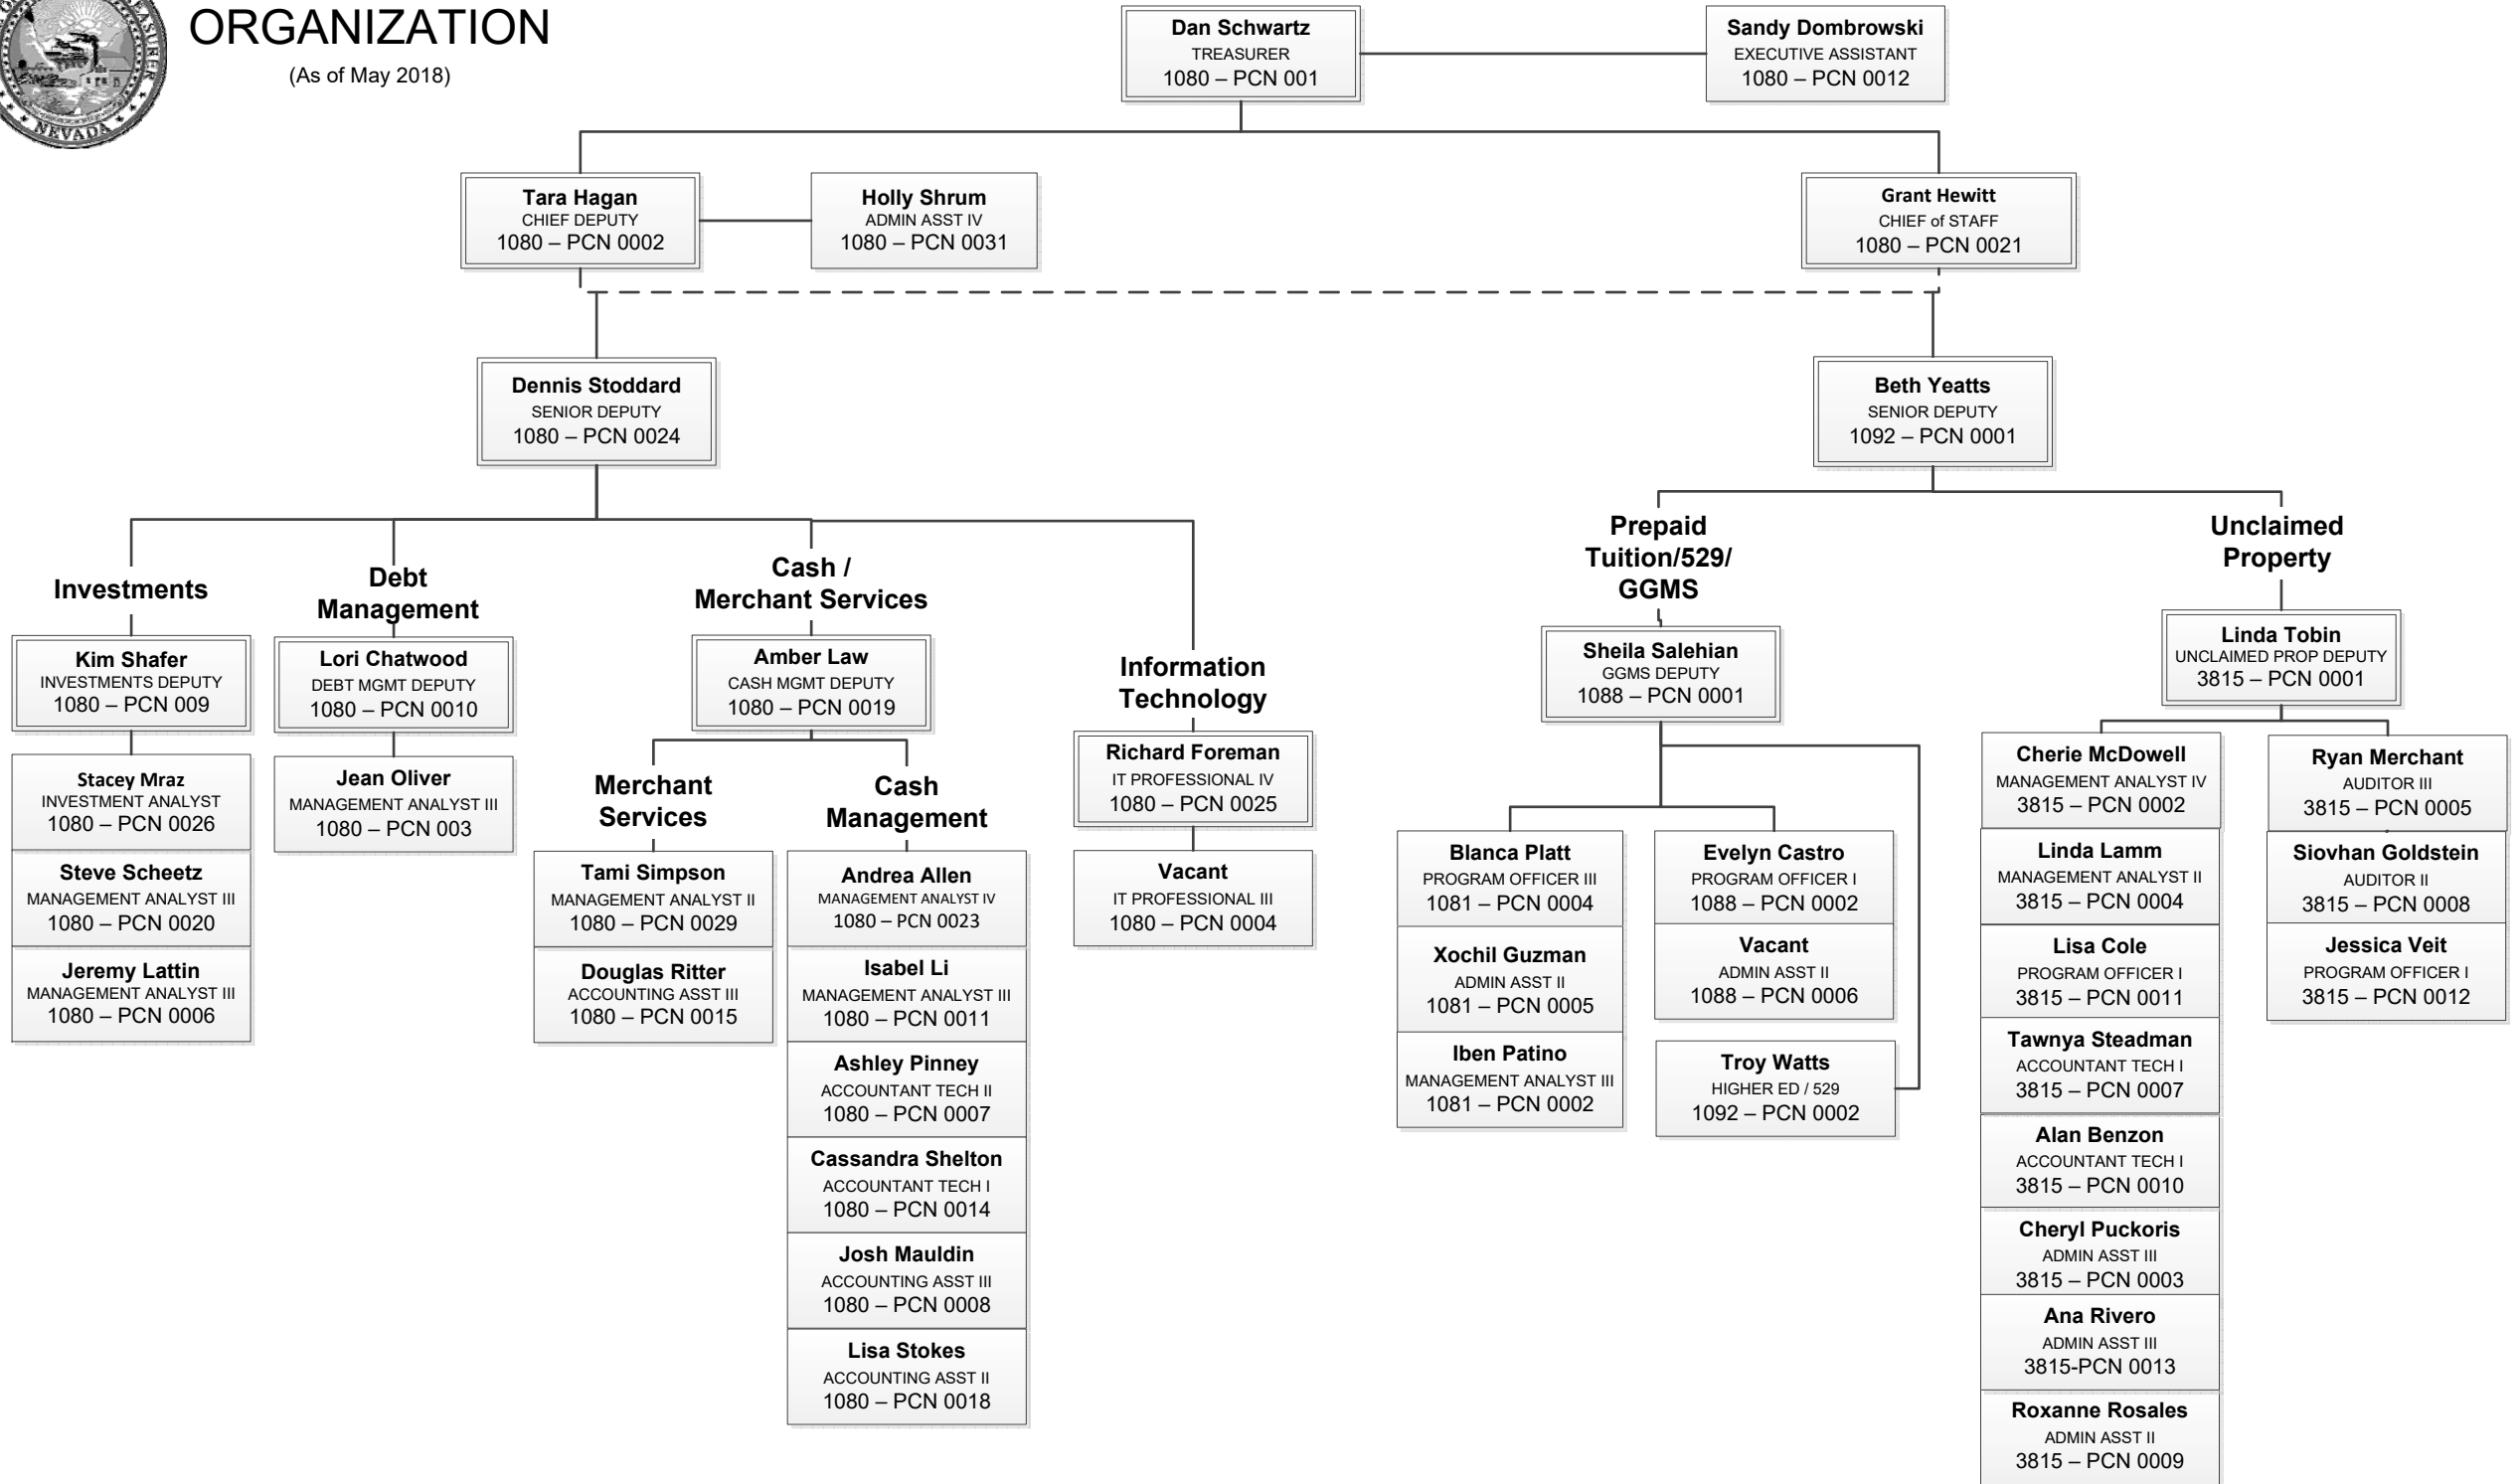 ORGANIZATION
(As of May 2018)
NEVADA
Dan Schwartz
TREASURER
1080 – PCN 001
Sandy Dombrowski
EXECUTIVE ASSISTANT
1080 – PCN 0012
Tara Hagan
CHIEF DEPUTY
1080 – PCN 0002
Holly Shrum
ADMIN ASST IV
1080 – PCN 0031
Grant Hewitt
CHIEF of STAFF
1080 – PCN 0021
Dennis Stoddard
SENIOR DEPUTY
1080 – PCN 0024
Beth Yeatts
SENIOR DEPUTY
1092 – PCN 0001
Investments
Kim Shafer
INVESTMENTS DEPUTY
1080 – PCN 009
Stacey Mraz
INVESTMENT ANALYST
1080 – PCN 0026
Steve Scheetz
MANAGEMENT ANALYST III
1080 – PCN 0020
Jeremy Lattin
MANAGEMENT ANALYST III
1080 – PCN 0006
Debt
Management
Lori Chatwood
DEBT MGMT DEPUTY
1080 – PCN 0010
Jean Oliver
MANAGEMENT ANALYST III
1080 – PCN 003
Cash /
Merchant Services
Amber Law
CASH MGMT DEPUTY
1080 – PCN 0019
Merchant
Services
Tami Simpson
MANAGEMENT ANALYST II
1080 – PCN 0029
Douglas Ritter
ACCOUNTING ASST III
1080 – PCN 0015
Cash
Management
Andrea Allen
MANAGEMENT ANALYST IV
1080 – PCN 0023
Isabel Li
MANAGEMENT ANALYST III
1080 – PCN 0011
Ashley Pinney
ACCOUNTANT TECH II
1080 – PCN 0007
Cassandra Shelton
ACCOUNTANT TECH I
1080 – PCN 0014
Josh Mauldin
ACCOUNTING ASST III
1080 – PCN 0008
Lisa Stokes
ACCOUNTING ASST II
1080 – PCN 0018
Information
Technology
Richard Foreman
IT PROFESSIONAL IV
1080 – PCN 0025
Vacant
IT PROFESSIONAL III
1080 – PCN 0004
Prepaid
Tuition/529/
GGMS
Sheila Salehian
GGMS DEPUTY
1088 – PCN 0001
Blanca Platt
PROGRAM OFFICER III
1081 – PCN 0004
Xochil Guzman
ADMIN ASST II
1081 – PCN 0005
Iben Patino
MANAGEMENT ANALYST III
1081 – PCN 0002
Evelyn Castro
PROGRAM OFFICER I
1088 – PCN 0002
Vacant
ADMIN ASST II
1088 – PCN 0006
Troy Watts
HIGHER ED / 529
1092 – PCN 0002
Unclaimed
Property
Linda Tobin
UNCLAIMED PROP DEPUTY
3815 – PCN 0001
Cherie McDowell
MANAGEMENT ANALYST IV
3815 – PCN 0002
Linda Lamm
MANAGEMENT ANALYST II
3815 – PCN 0004
Lisa Cole
PROGRAM OFFICER I
3815 – PCN 0011
Tawnya Steadman
ACCOUNTANT TECH I
3815 – PCN 0007
Alan Benzon
ACCOUNTANT TECH I
3815 – PCN 0010
Cheryl Puckoris
ADMIN ASST III
3815 – PCN 0003
Ana Rivero
ADMIN ASST III
3815-PCN 0013
Roxanne Rosales
ADMIN ASST II
3815 – PCN 0009
Ryan Merchant
AUDITOR III
3815 – PCN 0005
Siovhan Goldstein
AUDITOR II
3815 – PCN 0008
Jessica Veit
PROGRAM OFFICER I
3815 – PCN 0012